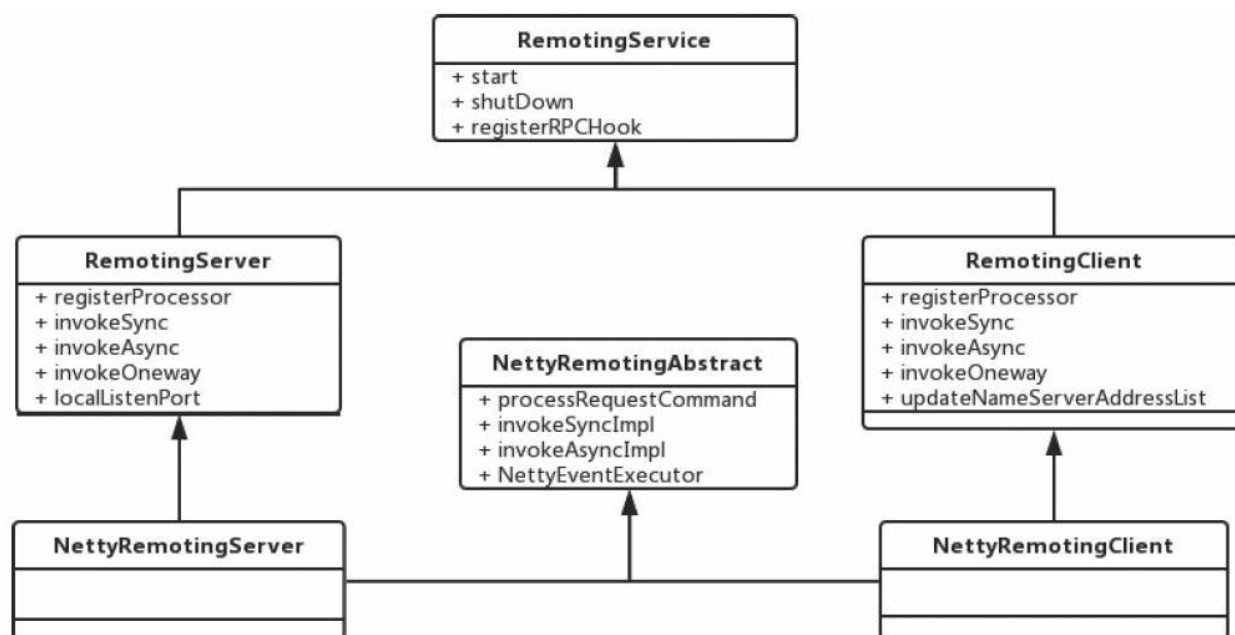 RemotingService
+ start
+ shutDown
+ registerRPCHook
RemotingServer
+ registerProcessor
+ invokeSync
+ invokeAsync
+ invokeOneway
+ localListenPort
RemotingClient
+ registerProcessor
+ invokeSync
+ invokeAsync
+ invokeOneway
+ updateNameServerAddressList
NettyRemotingAbstract
+ processRequestCommand
+ invokeSyncImpl
+ invokeAsyncImpl
+ NettyEventExecutor
NettyRemotingServer
NettyRemotingClient